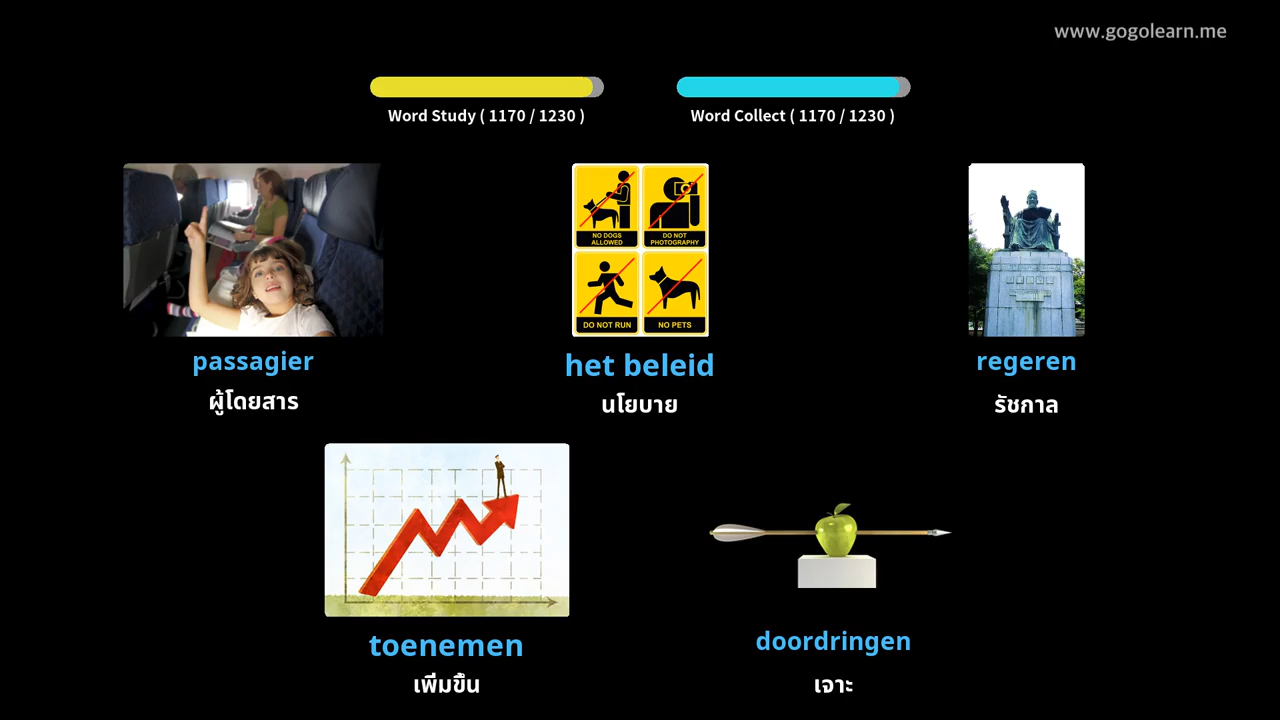 www.gogolearn.me
Word Study ( 1170 / 1230 )
Word Collect ( 1170 / 1230 )
NO DOGS
ALLOWED
DO NOT
PHOTOGRAPHY
DO NOT RUN
NO PETS
passagier
het beleid
regeren
ผู้โดยสาร
นโยบาย
รัชกาล
toenemen
doordringen
เพิ่มขึ้น
เจาะ